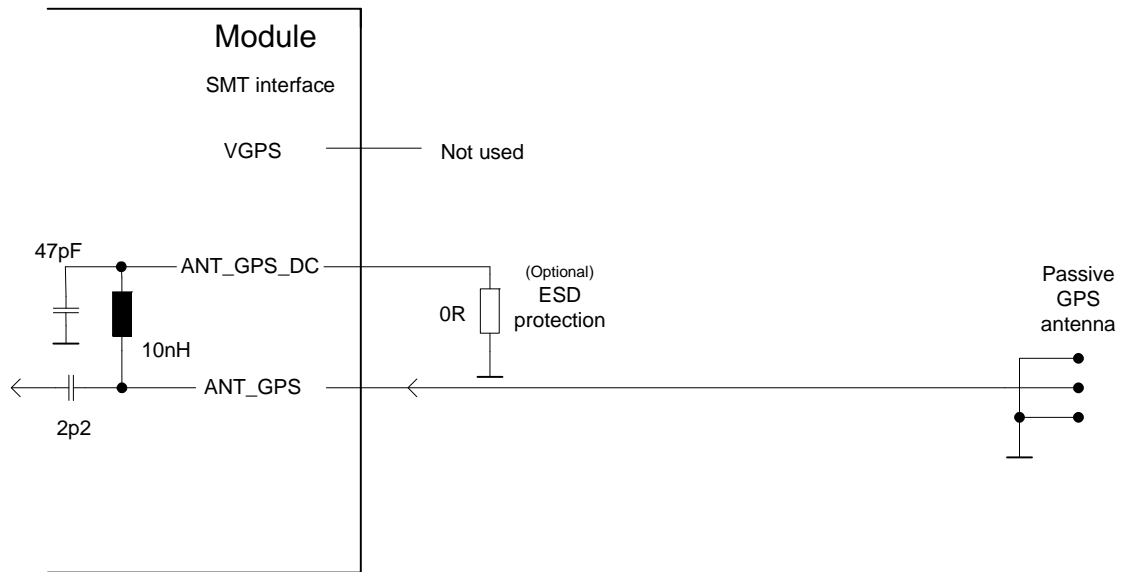 Module
SMT interface
VGPS
Not used
47pF
ANT_GPS_DC
(Optional)
ESD
protection
0R
10nH
Passive
GPS
antenna
ANT_GPS
2p2